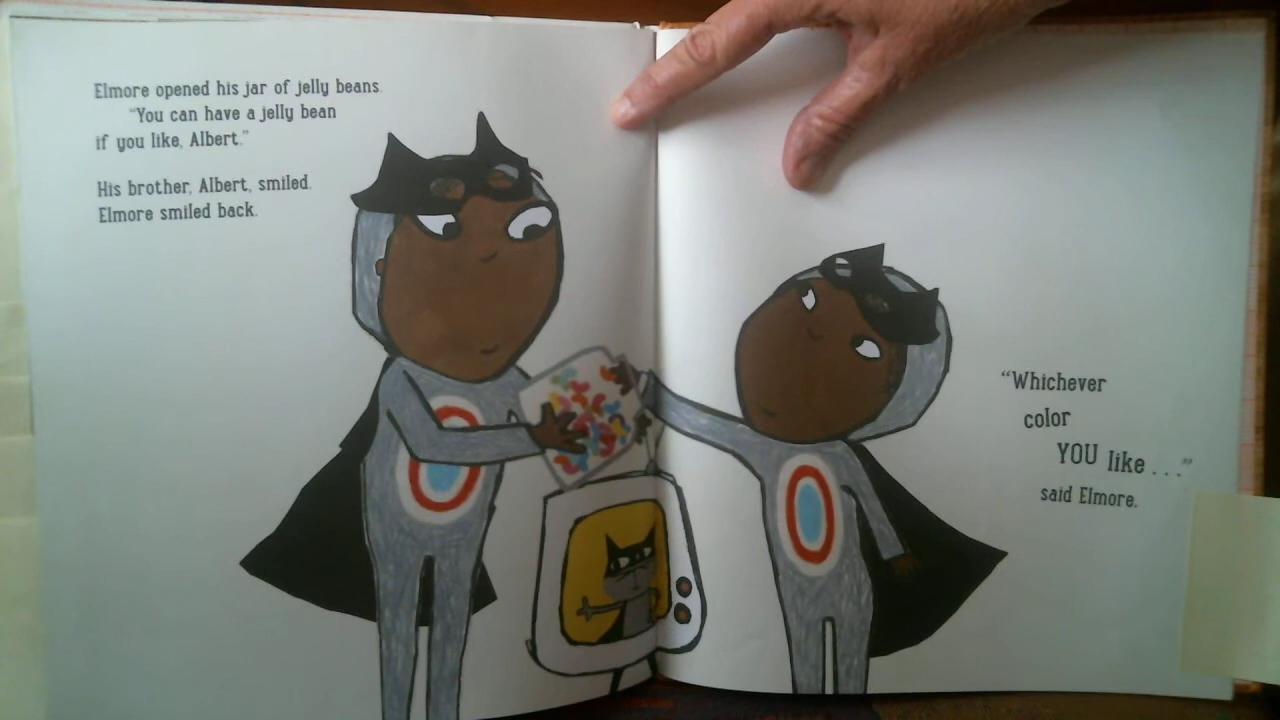 Elmore opened his jar of jelly beans.
"You can have a jelly bean
if you like, Albert."
His brother, Albert, smiled.
Elmore smiled back.
"Whichever
color
YOU like . . ."
said Elmore.